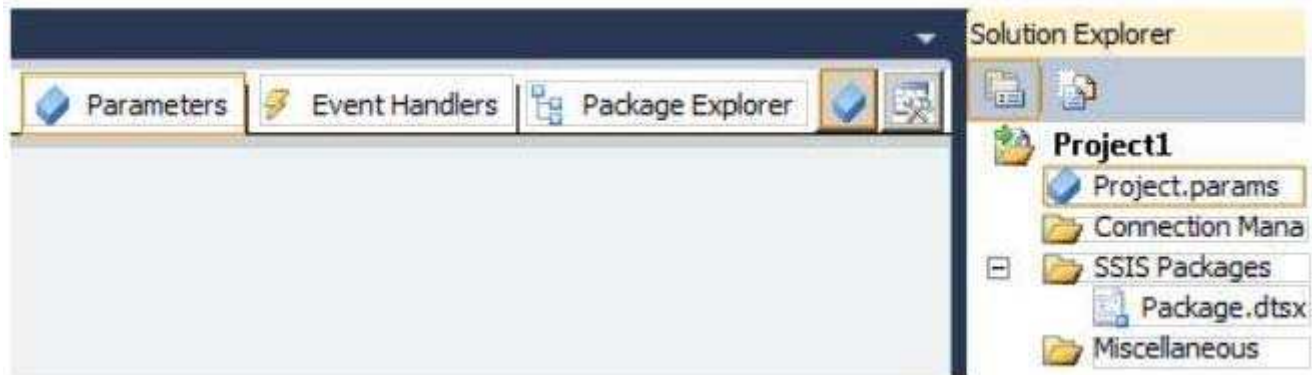 Solution Explorer
Parameters
Event Handlers
Package Explorer
Project1
Project.params
Connection Mana
SSIS Packages
Package.dtsx
Miscellaneous